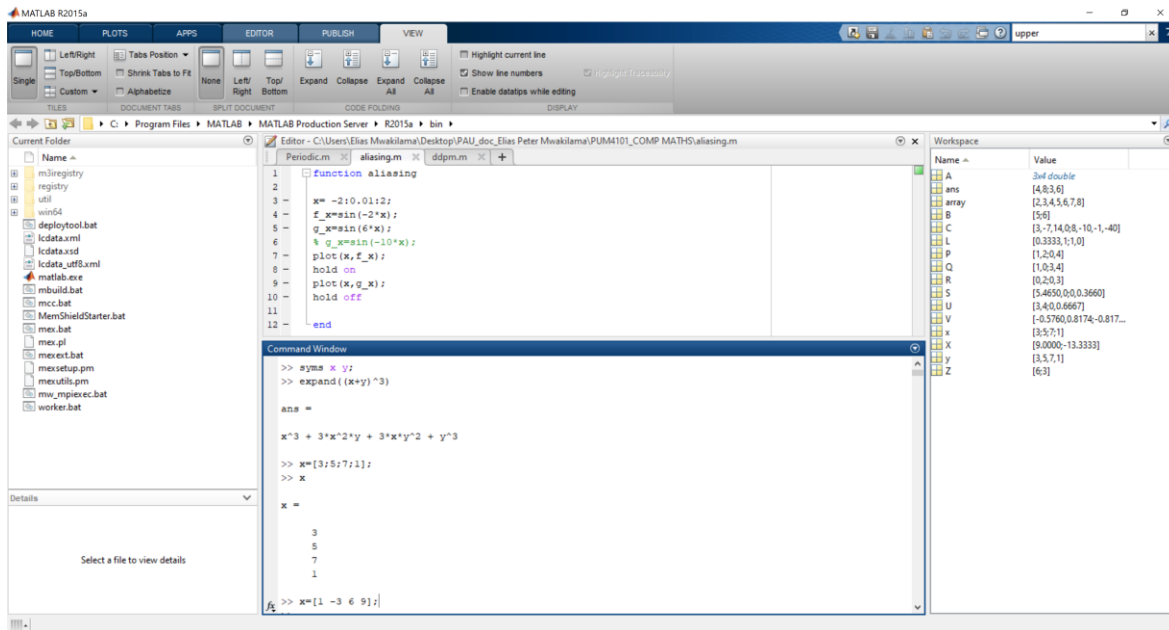 MATLAB R2015a
HOME PLOTS APPS EDITOR PUBLISH VIEW
upper
Single
Left/Right
Top/Bottom
Custom
Tabs Position
Shrink Tabs to Fit
Alphabetize
None
Left/
Right
Top/
Bottom
Expand Collapse Expand
All
Collapse
All
Highlight current line
Show line numbers
Enable datatips while editing
Highlight Traceability
TILES DOCUMENT TABS SPLIT DOCUMENT CODE FOLDING DISPLAY
C: Program Files MATLAB MATLAB Production Server R2015a bin
Current Folder
Name
m3iregistry
registry
util
win64
deploytool.bat
lcdata.xml
lcdata.xsd
lcdata_utf8.xml
matlab.exe
mbuild.bat
mcc.bat
MemShieldStarter.bat
mex.bat
mex.pl
mexext.bat
mexsetup.pm
mexutils.pm
mw_mpiexec.bat
worker.bat
Details
Select a file to view details
Editor - C:\Users\Elias Mwakilama\Desktop\PAU_doc_Elias Peter Mwakilama\PUM4101_COMP MATHS\aliasing.m
Periodic.m aliasing.m ddpm.m
1 function aliasing
2
3 - x= -2:0.01:2;
4 - f_x=sin(-2*x);
5 - g_x=sin(6*x);
6 % g_x=sin(-10*x);
7 - plot(x,f_x);
8 - hold on
9 - plot(x,g_x);
10 - hold off
11
12 - end
Command Window
>> syms x y;
>> expand((x+y)^3)
ans =
x^3 + 3*x^2*y + 3*x*y^2 + y^3
>> x=[3;5;7;1];
>> x
x =
3
5
7
1
fx >> x=[1 -3 6 9];
Workspace
Name Value
A 3x4 double
ans [4,8;3,6]
array [2,3,4,5,6,7,8]
B [5;6]
C [3,-7,14,0;8,-10,-1,-40]
L [0.3333,1;1,0]
P [1,2;0,4]
Q [1,0;3,4]
R [0,2;0,3]
S [5.4650,0;0,0.3660]
U [3,4;0,0.6667]
V [-0.5760,0.8174;-0.817...
x [3;5;7;1]
X [9.0000;-13.3333]
y [3,5,7,1]
Z [6;3]